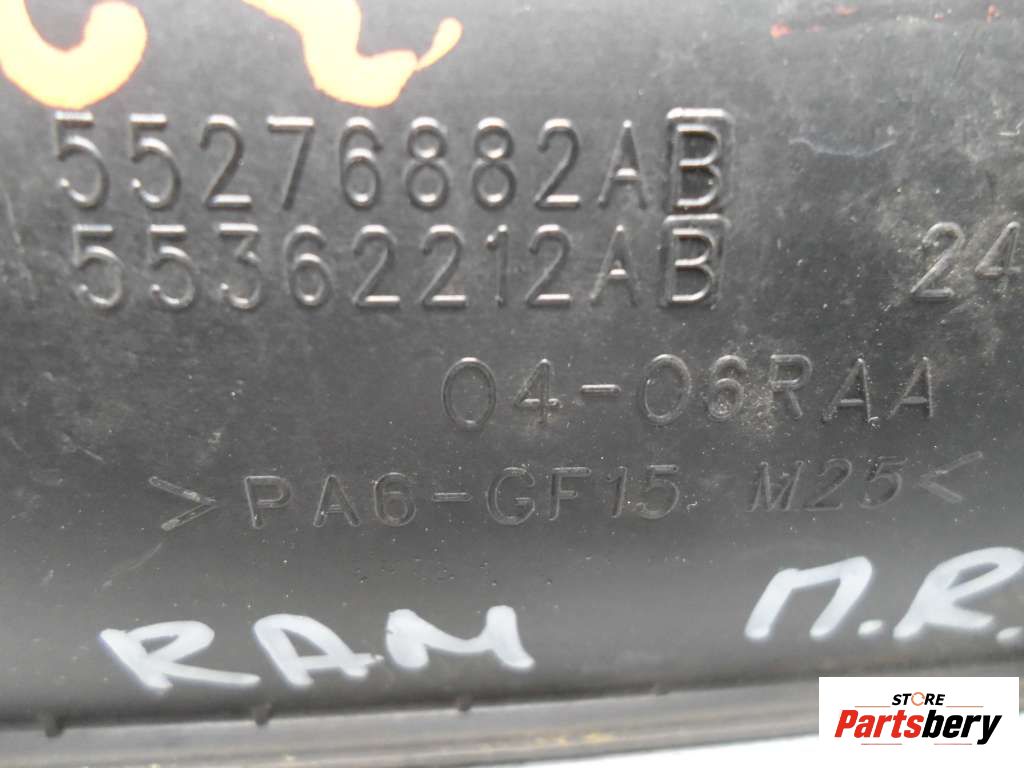 55276882AB
55362212AB 24
04-06RAA
>PA6-GF15 M25<
RAM П.R.
STORE
Partsbery